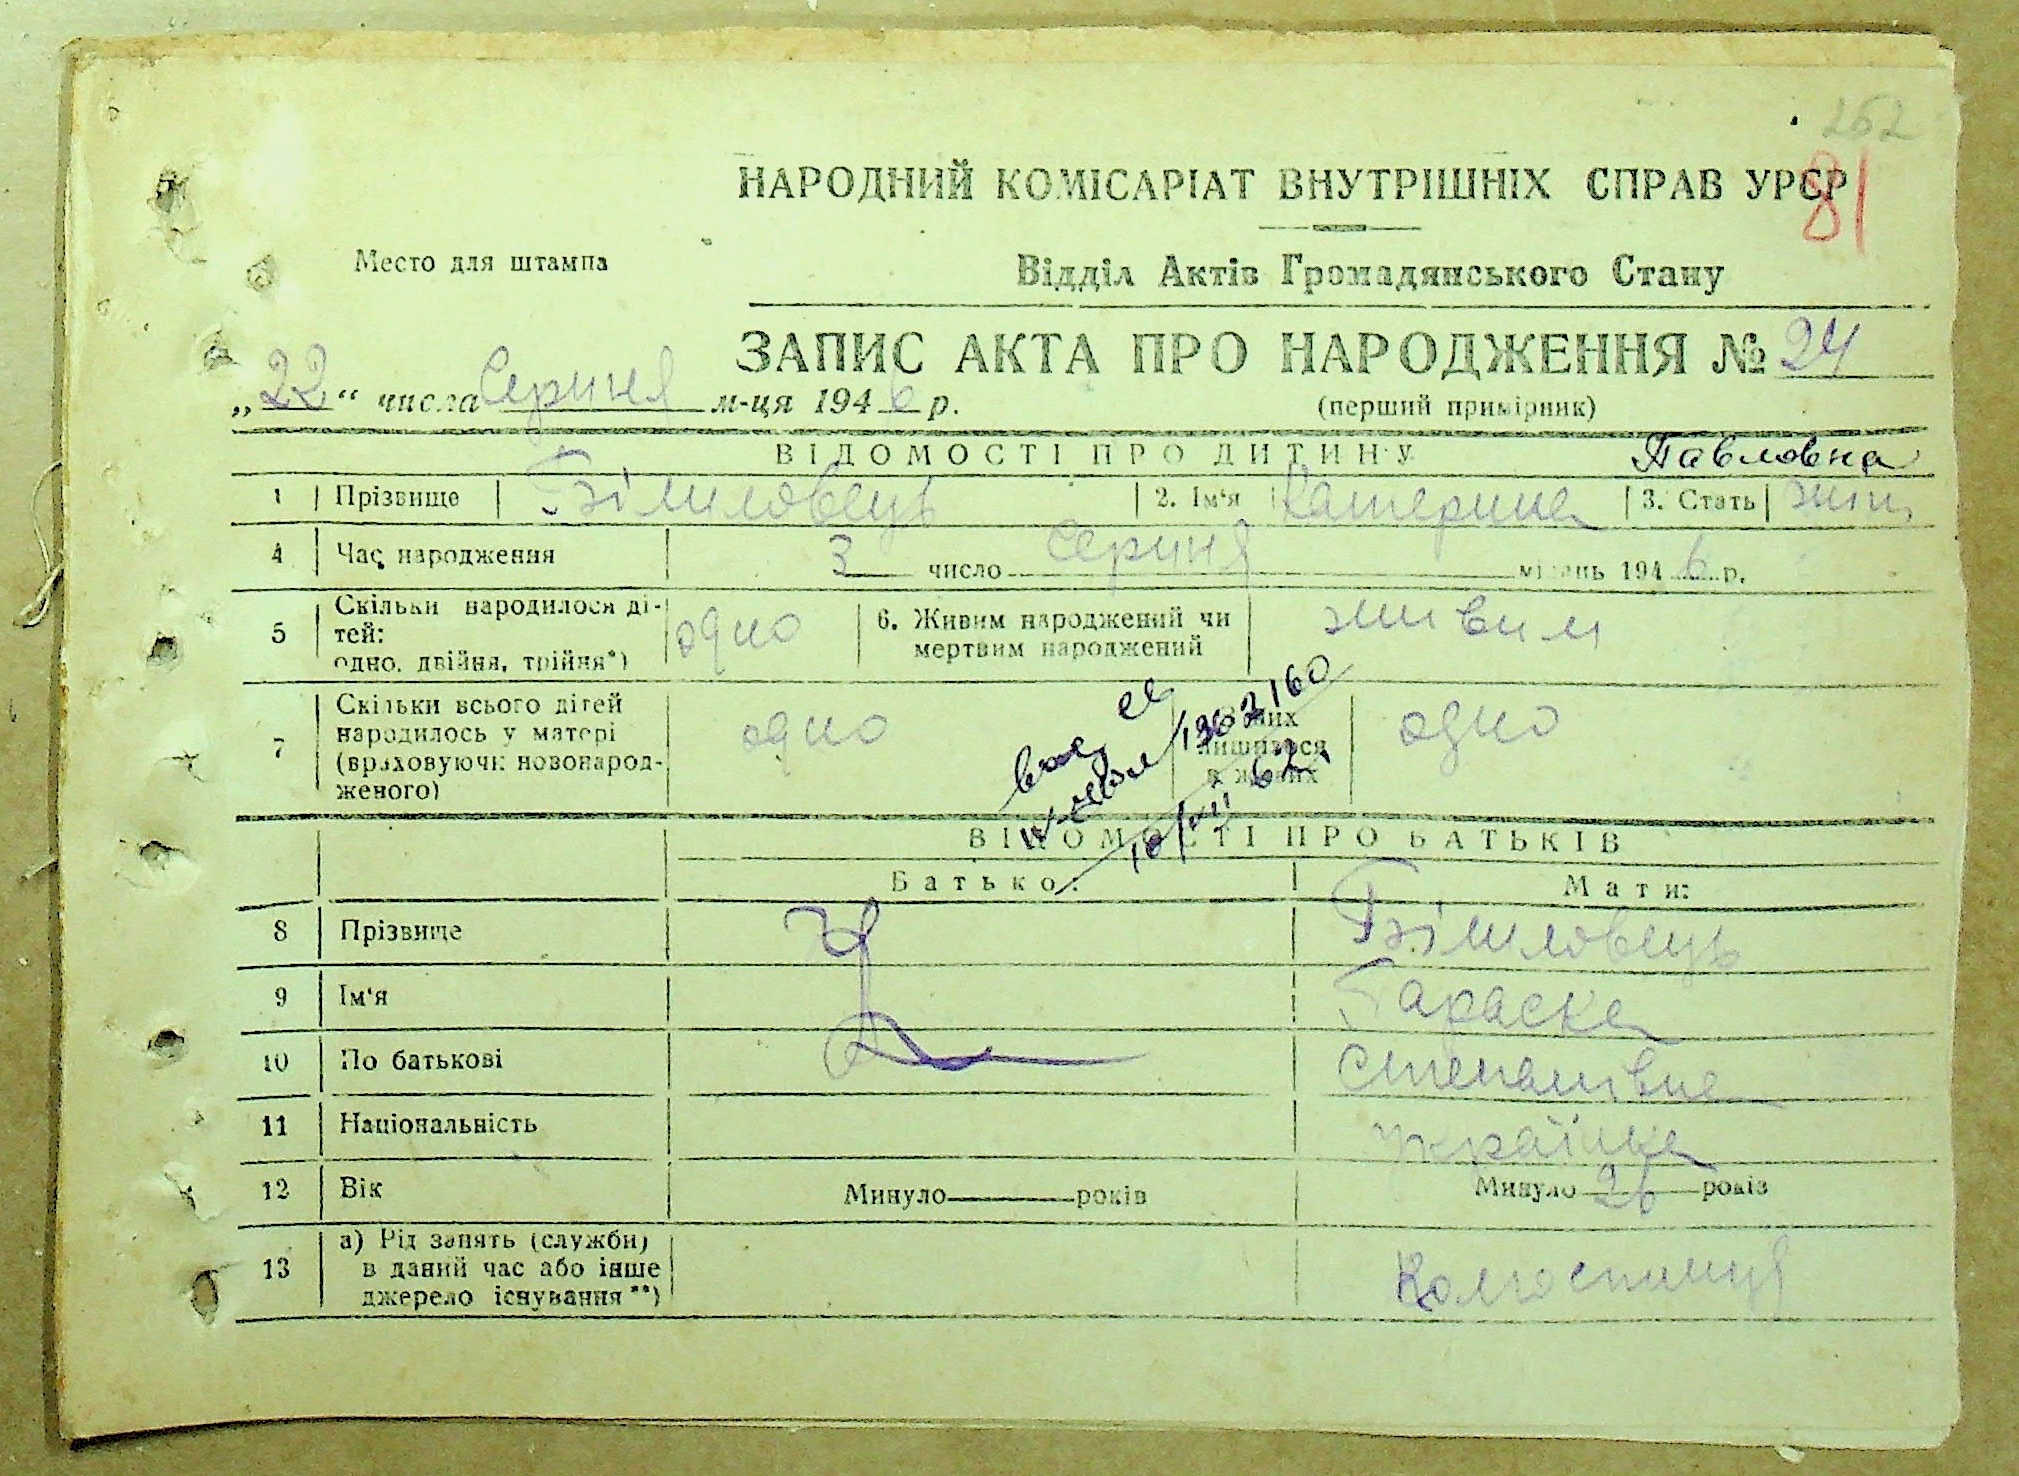 262
НАРОДНИЙ КОМІСАРІАТ ВНУТРІШНІХ СПРАВ УРСР
81
Место для штампа
Відділ Актів Громадянського Стану
ЗАПИС АКТА ПРО НАРОДЖЕННЯ № 24
„22“ числа Серпня м-ця 1946 р.
(перший примірник)
ВІДОМОСТІ ПРО ДИТИНУ
Павловна
1 Прізвище Білиловець 2. Ім'я Катерина 3. Стать жін
4 Час народження 3 число Серпня місяць 1946 р.
5 Скільки народилося дітей: одно, двійня, трійня*) одно 6. Живим народжений чи мертвим народжений живим
7 Скільки всього дітей народилось у матері (враховуючи новонародженого) одно З них лишилося в живих одно
ВІДОМОСТІ ПРО БАТЬКІВ
Батько: Мати:
8 Прізвище Білиловець
9 Ім'я Параска
10 По батькові Степанівна
11 Національність Українка
12 Вік Минуло років Минуло 26 років
13 а) Рід занять (служби) в даний час або інше джерело існування**) Колгоспниця